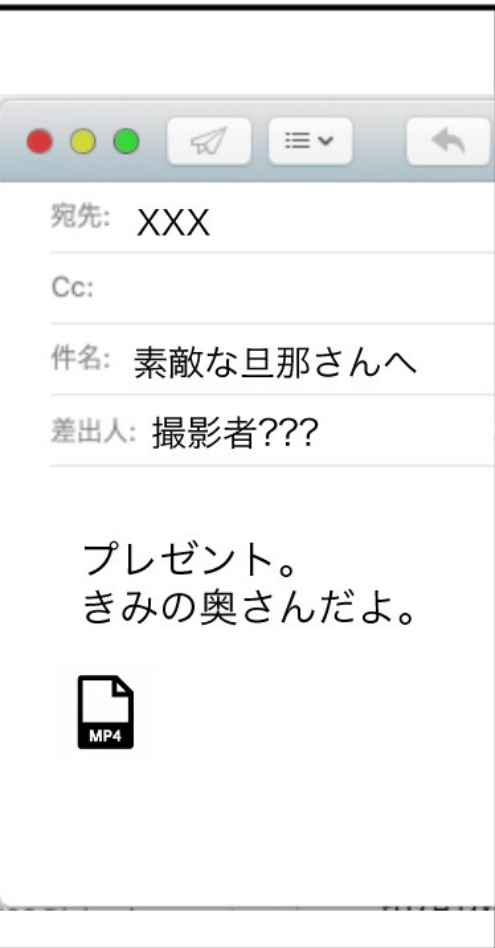 宛先: XXX
Cc:
件名: 素敵な旦那さんへ
差出人: 撮影者???
プレゼント。
きみの奥さんだよ。
MP4